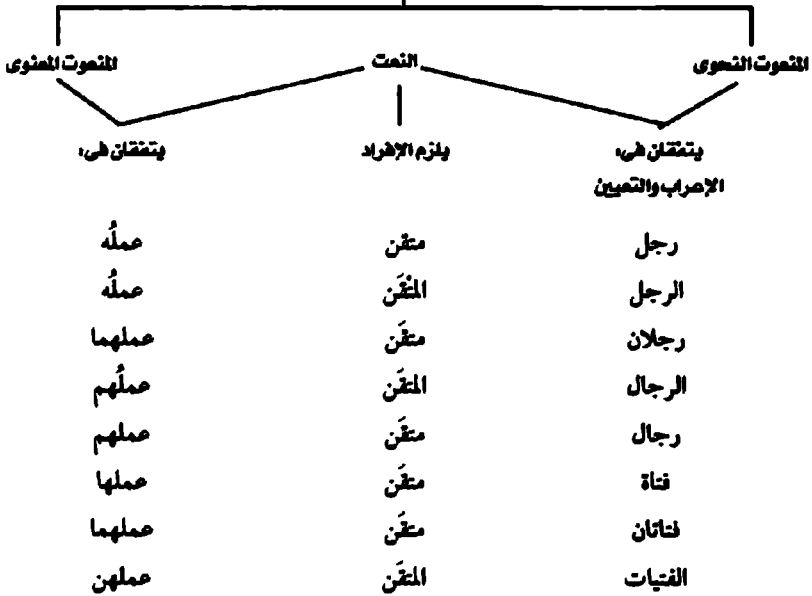 المنعوت النحوى النعت المنعوت المعنوى
يتفقان فى: يلزم الإفراد يتفقان فى:
الإعراب والتعيين
رجل متقن عملُه
الرجل المتْقَن عملُه
رجلان متقَن عملهما
الرجال المتقَن عملُهم
رجال متقَن عملهم
فتاة متقَن عملها
فتاتان متقَن عملهما
الفتيات المتقَن عملهن